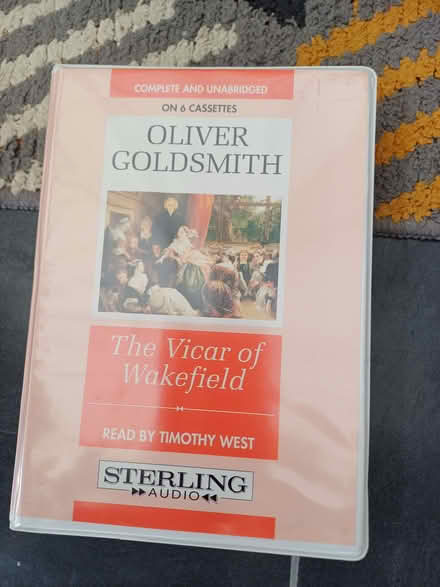 COMPLETE AND UNABRIDGED
ON 6 CASSETTES
OLIVER
GOLDSMITH
The Vicar of
Wakefield
READ BY TIMOTHY WEST
STERLING
AUDIO